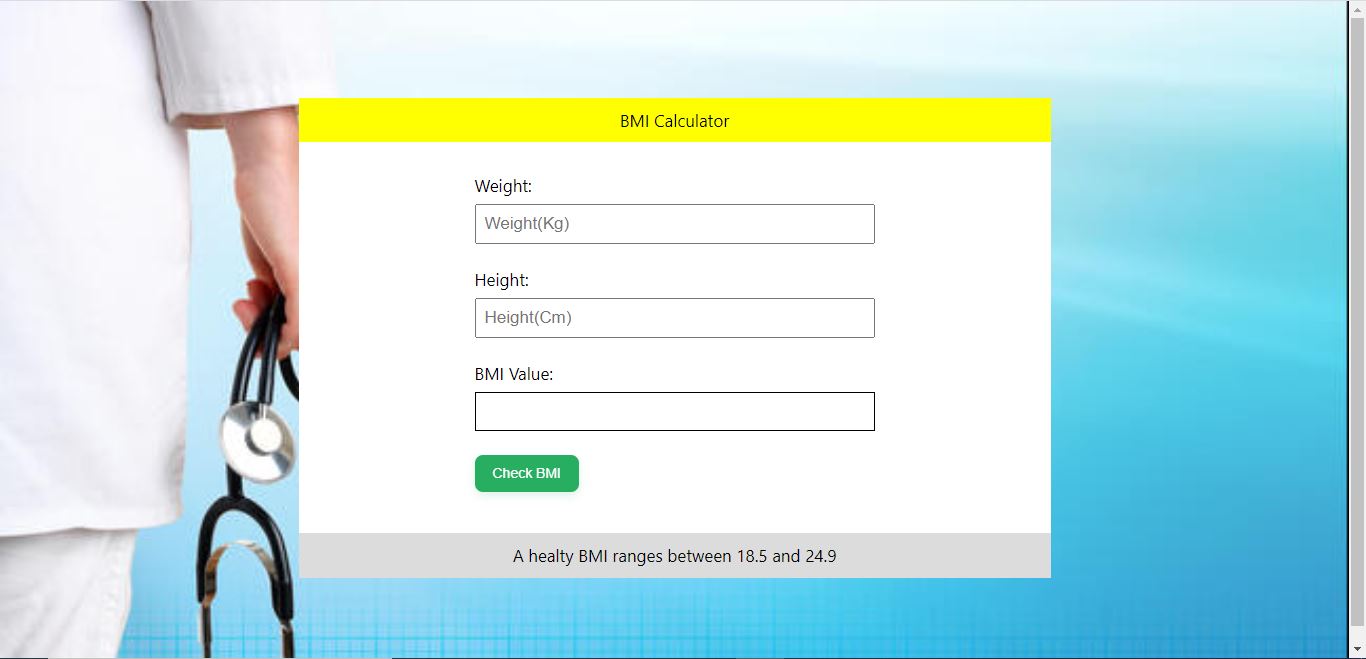 BMI Calculator
Weight:
Weight(Kg)
Height:
Height(Cm)
BMI Value:
Check BMI
A healty BMI ranges between 18.5 and 24.9